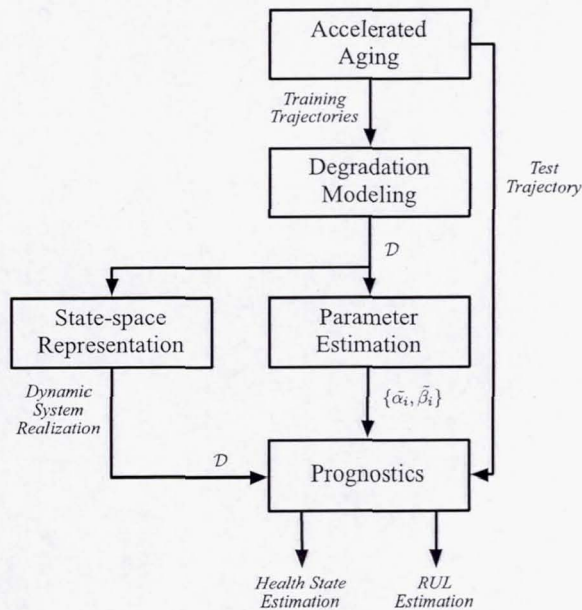 Accelerated
Aging
Training
Trajectories
Test
Trajectory
Degradation
Modeling
𝒟
State-space
Representation
Parameter
Estimation
Dynamic
System
Realization
{ᾱᵢ, β̄ᵢ}
𝒟
Prognostics
Health State
Estimation
RUL
Estimation